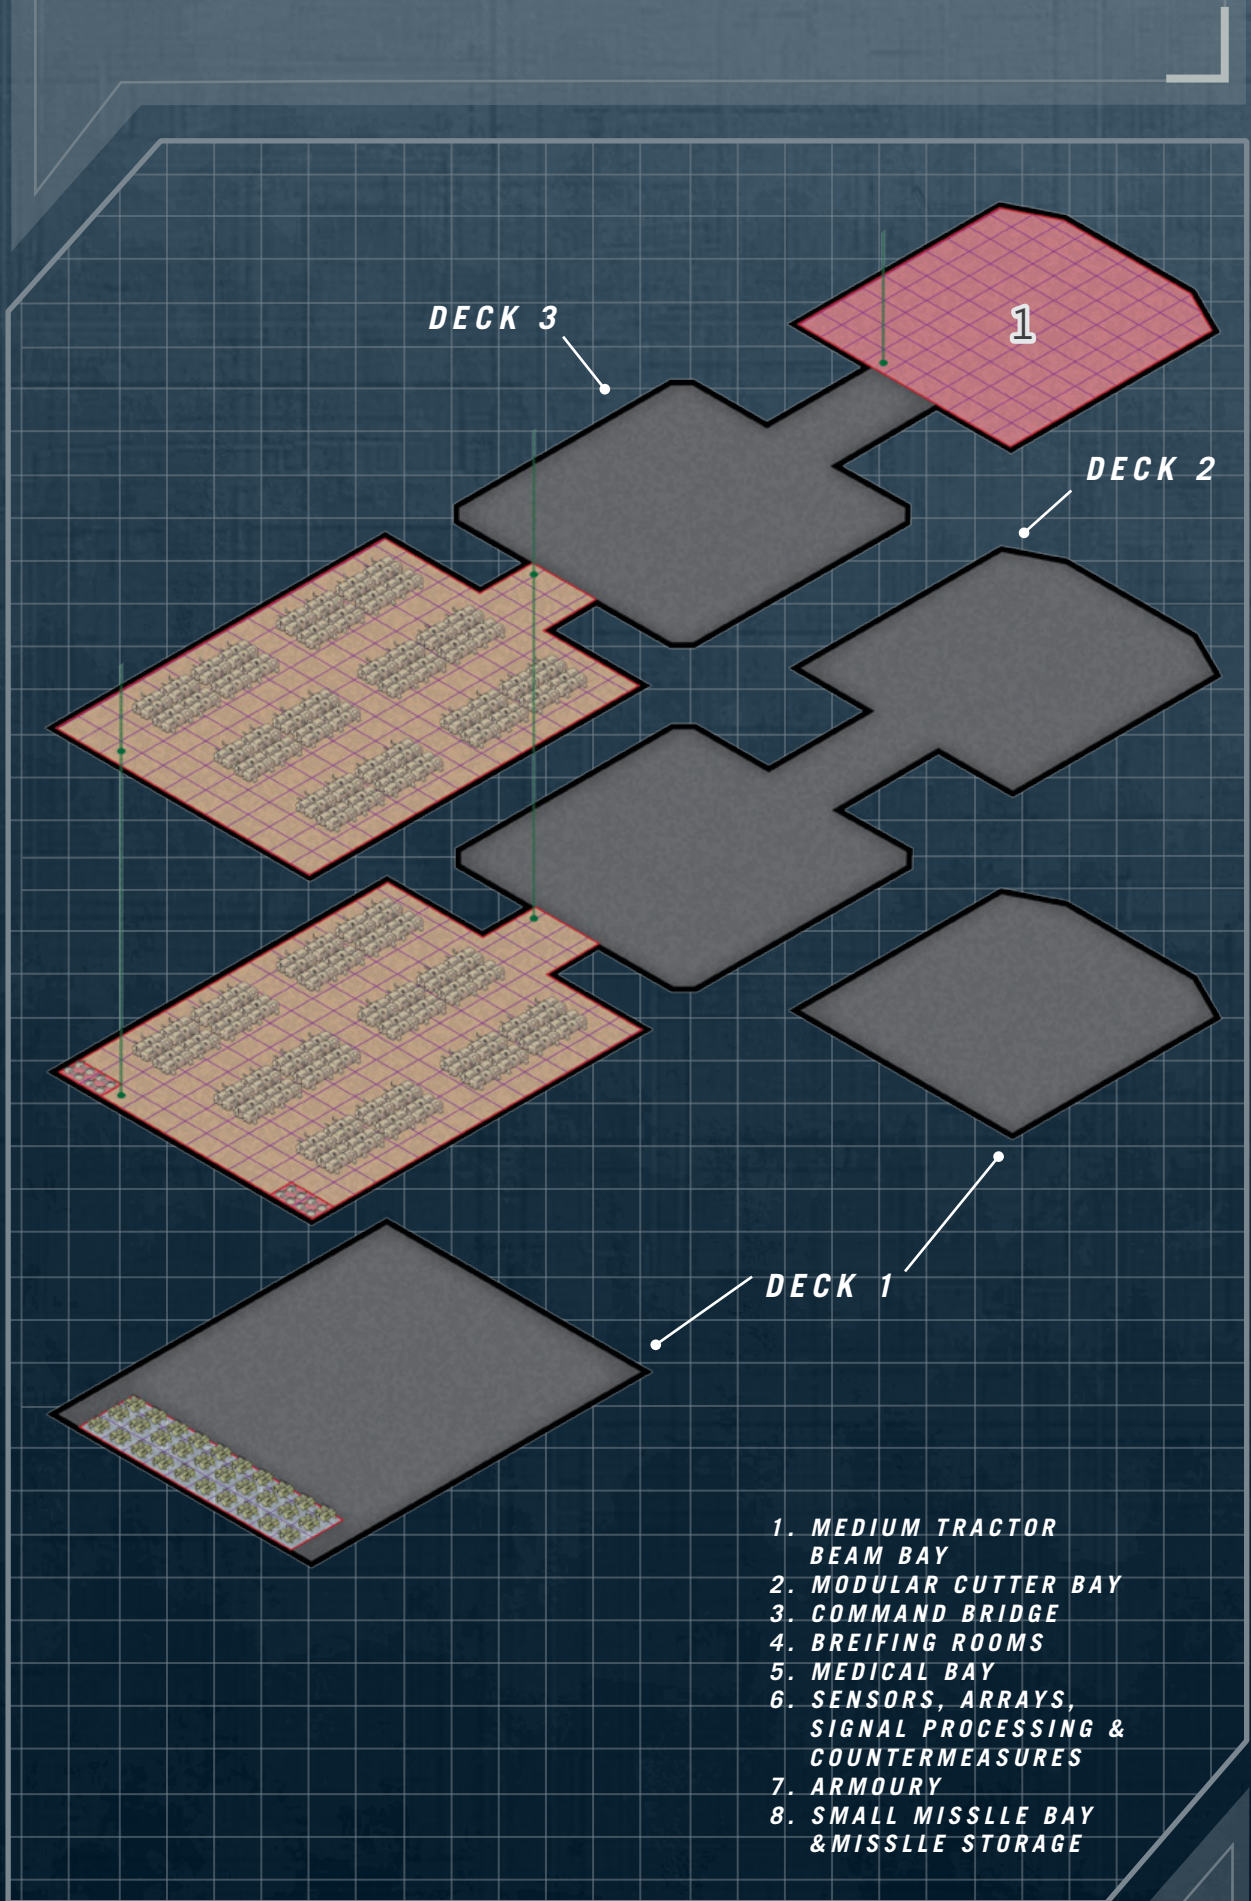 DECK 3
1
DECK 2
DECK 1
1. MEDIUM TRACTOR
BEAM BAY
2. MODULAR CUTTER BAY
3. COMMAND BRIDGE
4. BREIFING ROOMS
5. MEDICAL BAY
6. SENSORS, ARRAYS,
SIGNAL PROCESSING &
COUNTERMEASURES
7. ARMOURY
8. SMALL MISSLLE BAY
&MISSLLE STORAGE